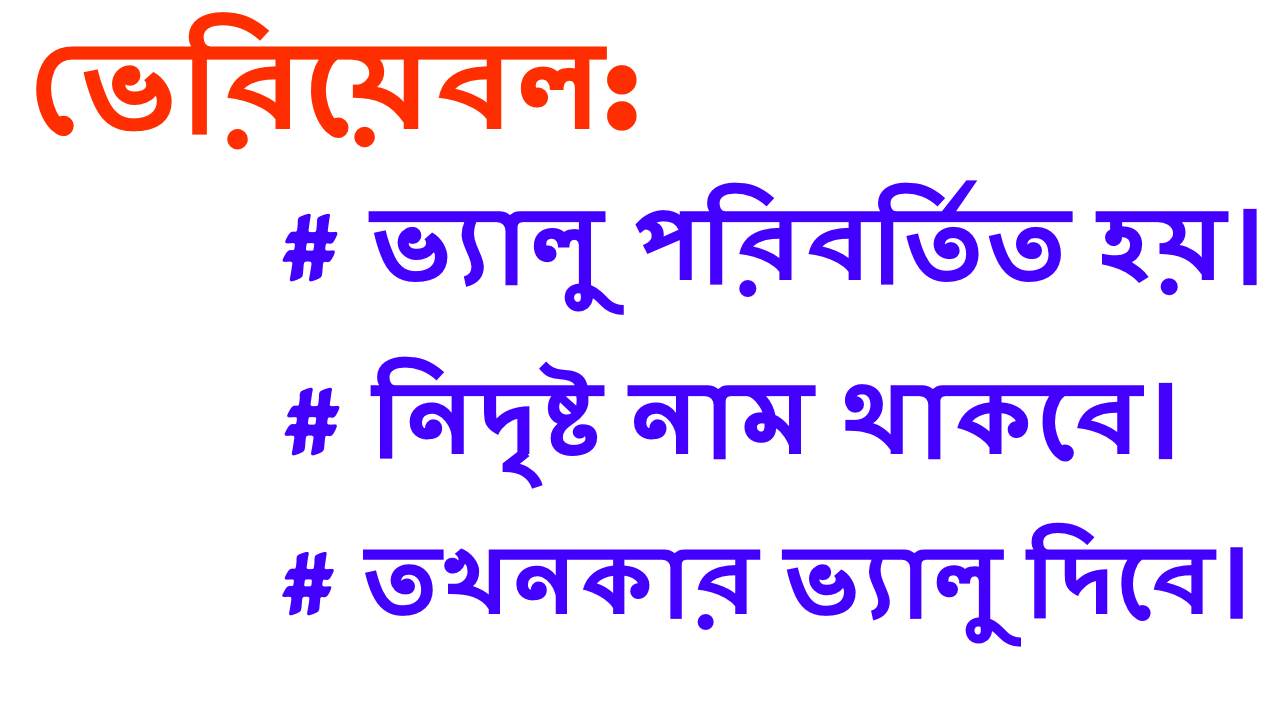 ভেরিয়েবল:
# ভ্যালু পরিবর্তিত হয়।
# নিদৃষ্ট নাম থাকবে।
# তখনকার ভ্যালু দিবে।